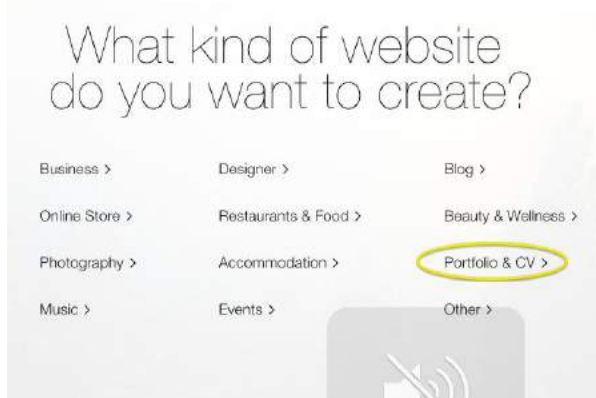 What kind of website
do you want to create?
Business >
Designer >
Blog >
Online Store >
Restaurants & Food >
Beauty & Wellness >
Photography >
Accommodation >
Portfolio & CV >
Music >
Events >
Other >